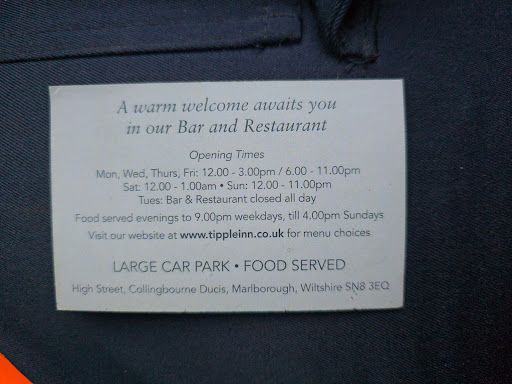 A warm welcome awaits you
in our Bar and Restaurant
Opening Times
Mon, Wed, Thurs, Fri: 12.00 - 3.00pm / 6.00 - 11.00pm
Sat: 12.00 - 1.00am • Sun: 12.00 - 11.00pm
Tues: Bar & Restaurant closed all day
Food served evenings to 9.00pm weekdays, till 4.00pm Sundays
Visit our website at www.tippleinn.co.uk for menu choices
LARGE CAR PARK • FOOD SERVED
High Street, Collingbourne Ducis, Marlborough, Wiltshire SN8 3EQ